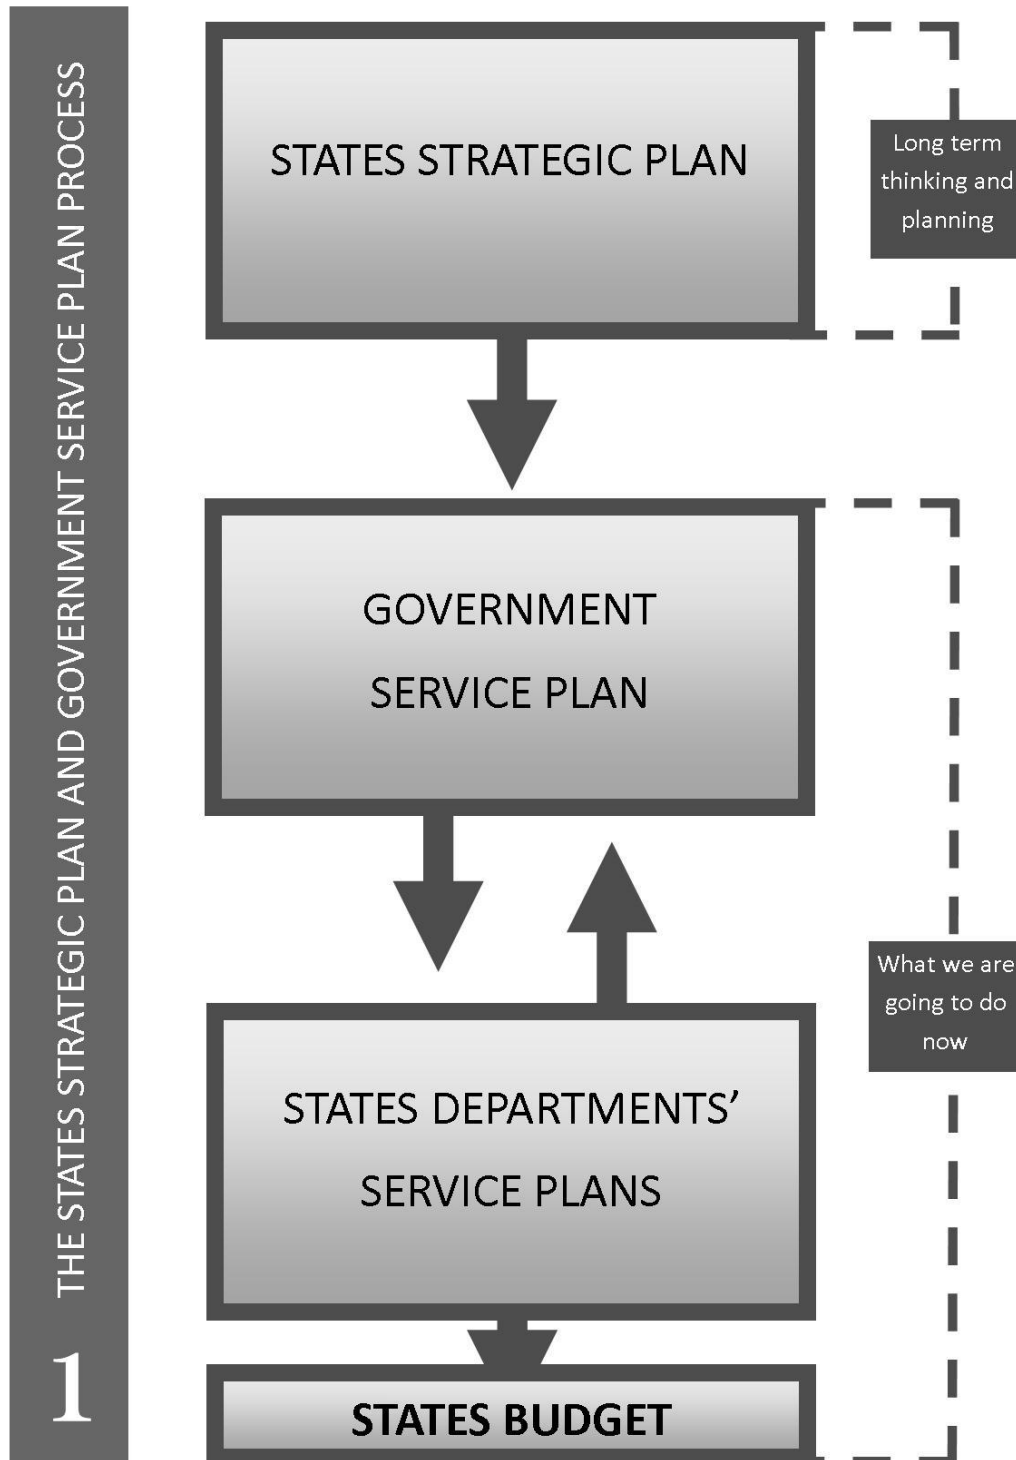 THE STATES STRATEGIC PLAN AND GOVERNMENT SERVICE PLAN PROCESS
1
STATES STRATEGIC PLAN
Long term
thinking and
planning
GOVERNMENT
SERVICE PLAN
What we are
going to do
now
STATES DEPARTMENTS’
SERVICE PLANS
STATES BUDGET